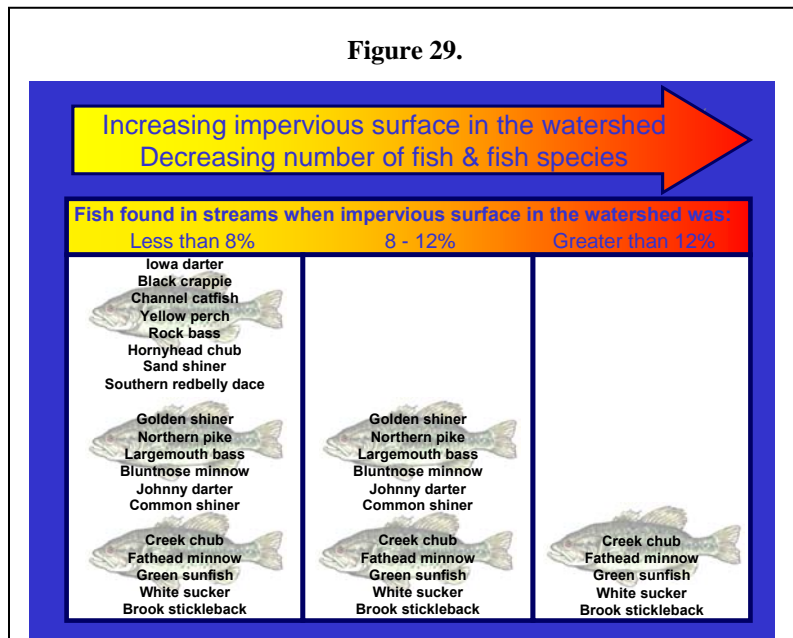 Figure 29.
Increasing impervious surface in the watershed
Decreasing number of fish & fish species
Fish found in streams when impervious surface in the watershed was:
Less than 8%
8 - 12%
Greater than 12%
Iowa darter
Black crappie
Channel catfish
Yellow perch
Rock bass
Hornyhead chub
Sand shiner
Southern redbelly dace
Golden shiner
Northern pike
Largemouth bass
Bluntnose minnow
Johnny darter
Common shiner
Creek chub
Fathead minnow
Green sunfish
White sucker
Brook stickleback
Golden shiner
Northern pike
Largemouth bass
Bluntnose minnow
Johnny darter
Common shiner
Creek chub
Fathead minnow
Green sunfish
White sucker
Brook stickleback
Creek chub
Fathead minnow
Green sunfish
White sucker
Brook stickleback